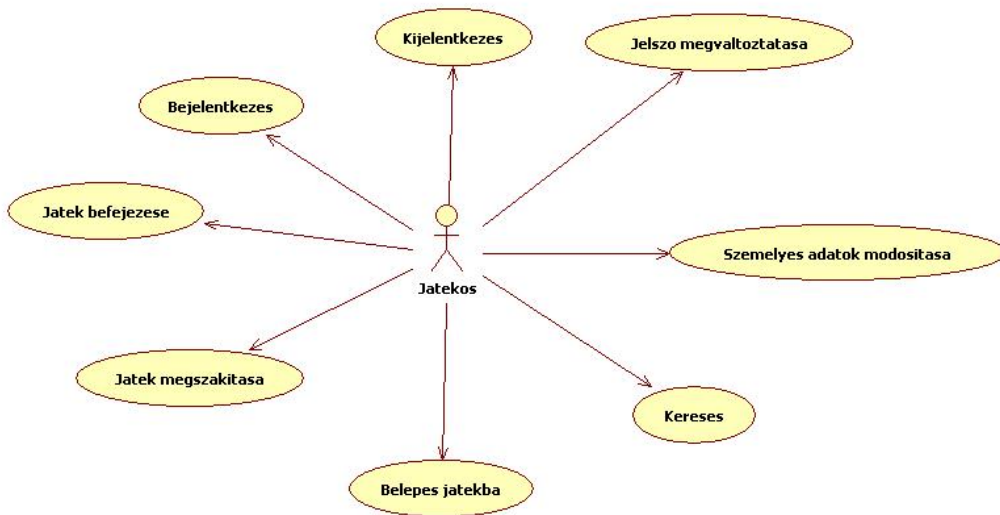 Kijelentkezes
Jelszo megvaltoztatasa
Bejelentkezes
Jatek befejezese
Szemelyes adatok modositasa
Jatekos
Jatek megszakitasa
Kereses
Belepes jatekba